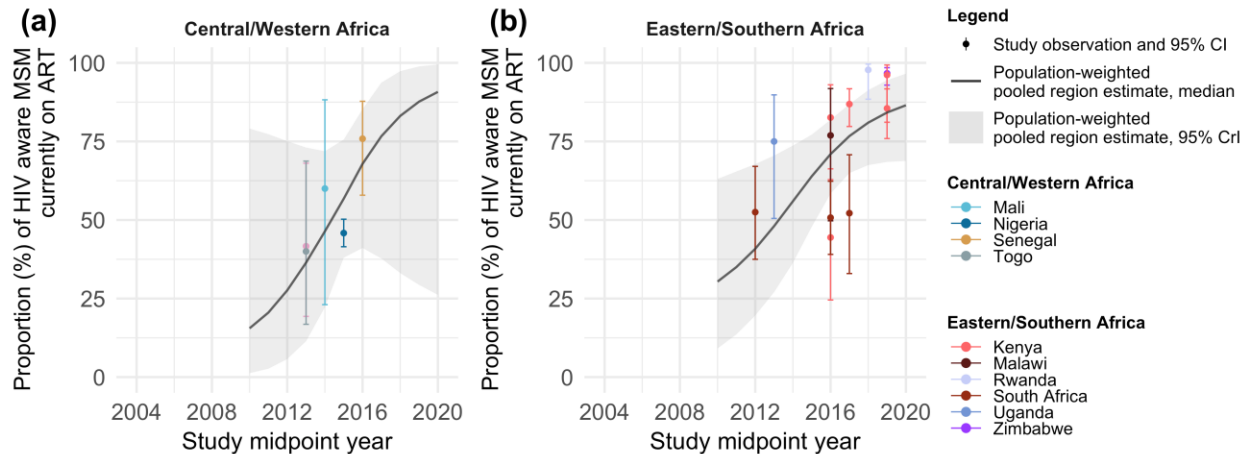 (a)
Central/Western Africa
Proportion (%) of HIV aware MSM
currently on ART
100
75
50
25
0
2004
2008
2012
2016
2020
Study midpoint year
(b)
Eastern/Southern Africa
Proportion (%) of HIV aware MSM
currently on ART
100
75
50
25
0
2004
2008
2012
2016
2020
Study midpoint year
Legend
Study observation and 95% CI
Population-weighted
pooled region estimate, median
Population-weighted
pooled region estimate, 95% CrI
Central/Western Africa
Mali
Nigeria
Senegal
Togo
Eastern/Southern Africa
Kenya
Malawi
Rwanda
South Africa
Uganda
Zimbabwe